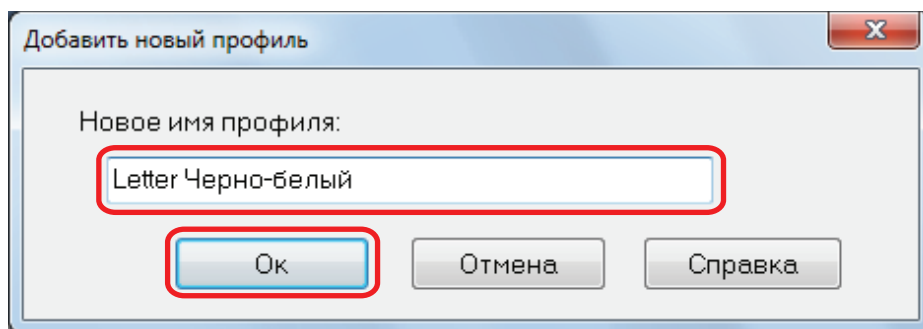 Добавить новый профиль
Новое имя профиля:
Letter Черно-белый
Ок Отмена Справка